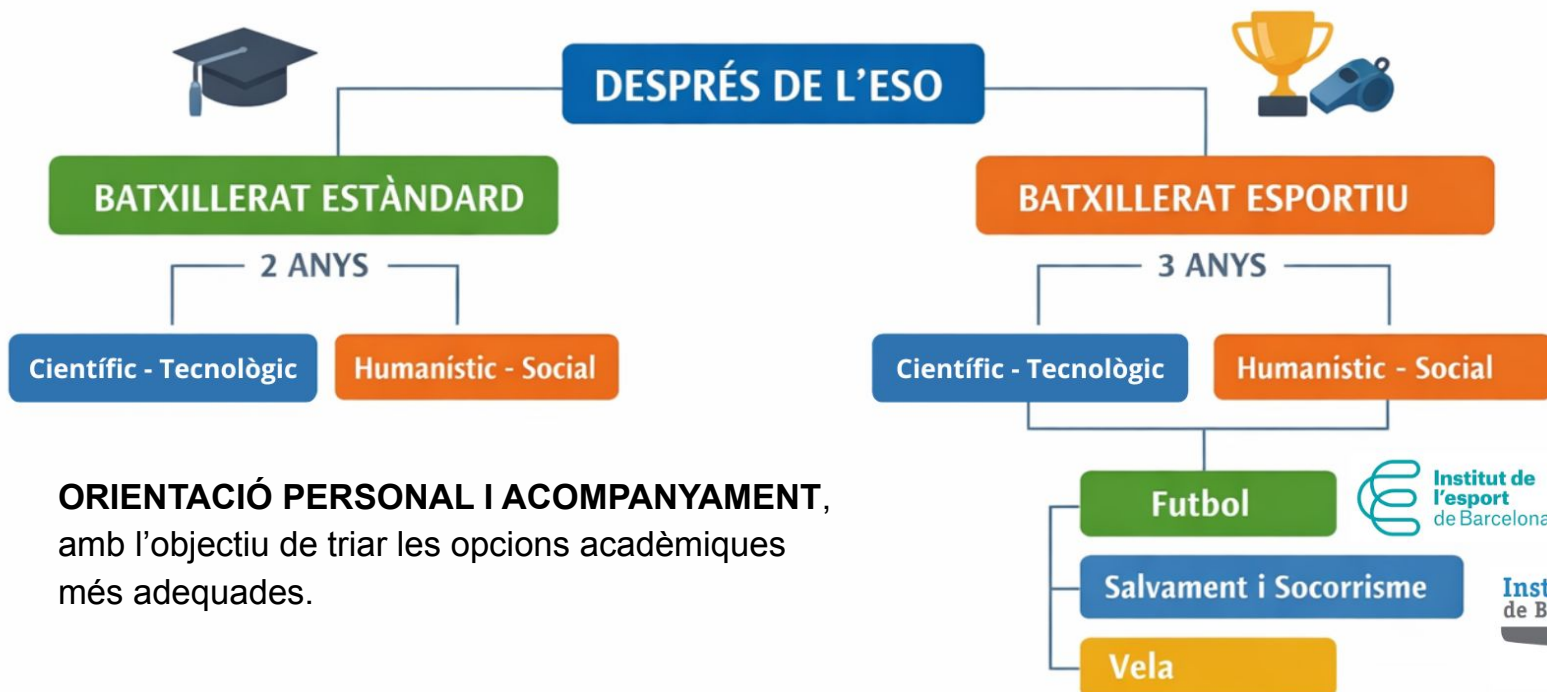 DESPRÉS DE L’ESO
BATXILLERAT ESTÀNDARD
2 ANYS
Científic - Tecnològic
Humanístic - Social
BATXILLERAT ESPORTIU
3 ANYS
Científic - Tecnològic
Humanistic - Social
Futbol
Institut de
l’esport
de Barcelona
Salvament i Socorrisme
Vela
ORIENTACIÓ PERSONAL I ACOMPANYAMENT,
amb l’objectiu de triar les opcions acadèmiques
més adequades.